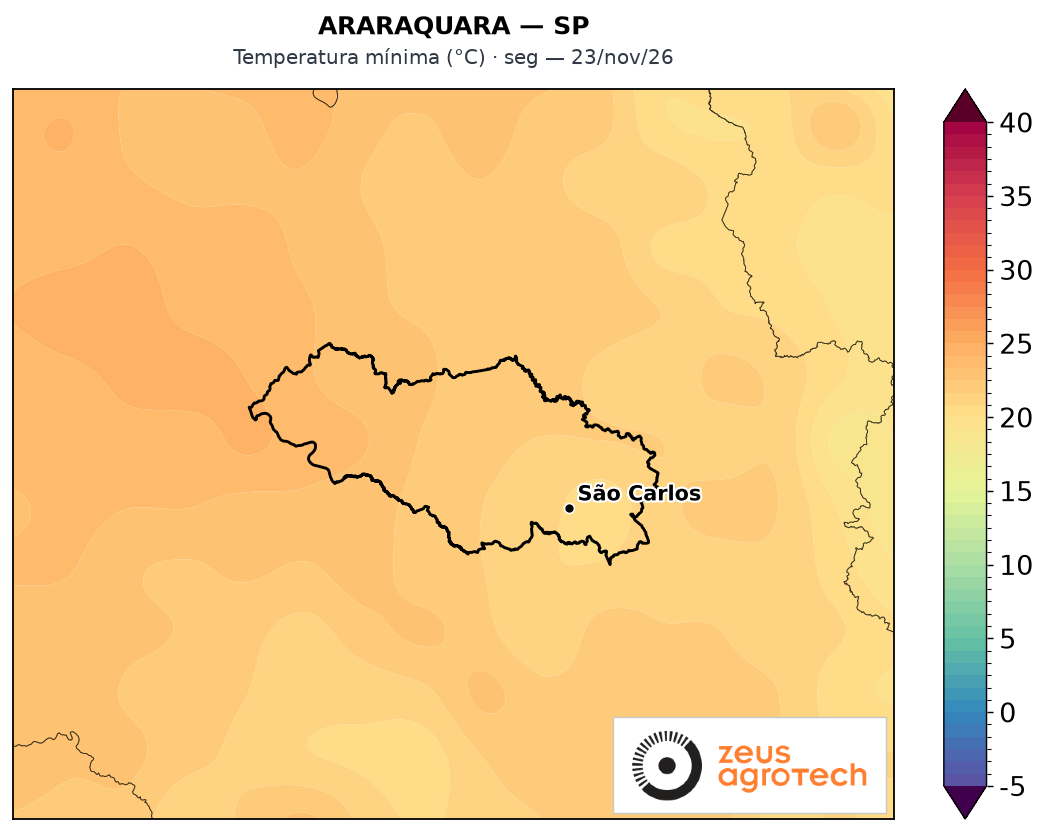 ARARAQUARA — SP
Temperatura mínima (°C) · seg — 23/nov/26
40
35
30
25
20
15
10
5
0
-5
São Carlos
zeus
agrotech